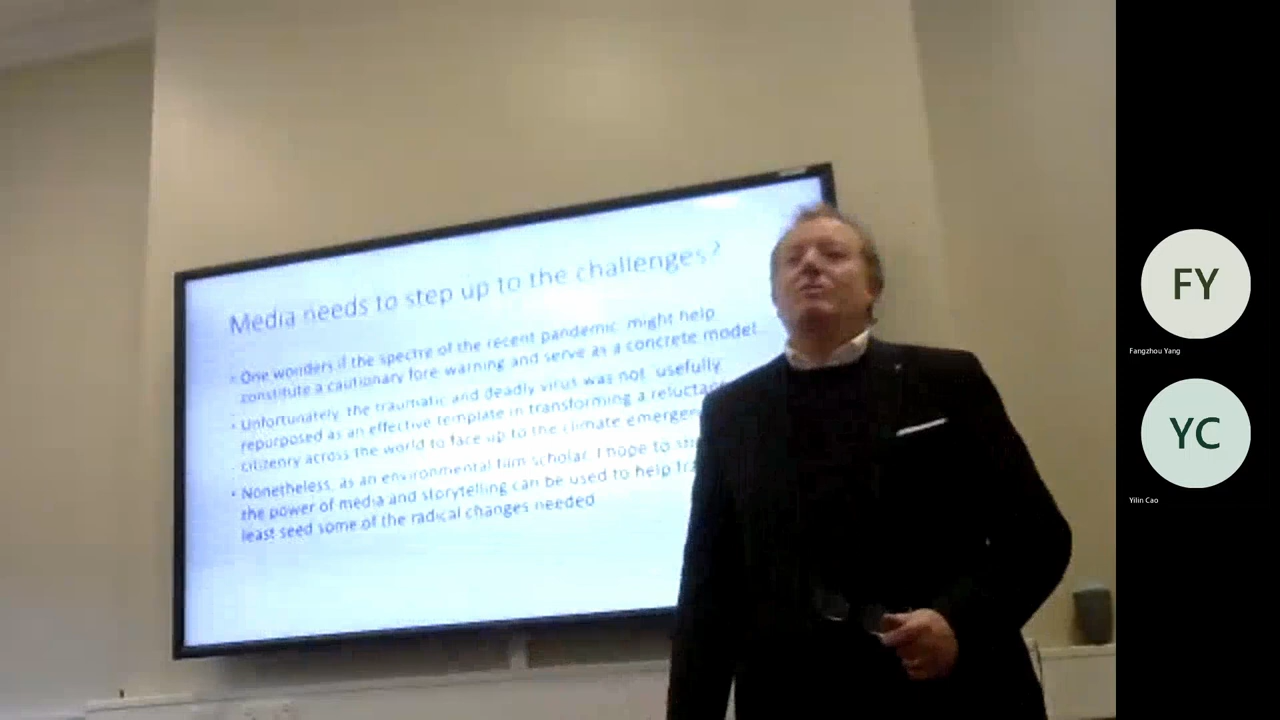 Media needs to step up to the challenges?
• One wonders if the spectre of the recent pandemic might help
constitute a cautionary fore-warning and serve as a concrete model..
• Unfortunately, the traumatic and deadly virus was not usefully
repurposed as an effective template in transforming a reluctant
citizenry across the world to face up to the climate emergen
• Nonetheless, as an environmental film scholar, I hope to
the power of media and storytelling can be used to help
least seed some of the radical changes needed
FY
Fangzhou Yang
YC
Yilin Cao